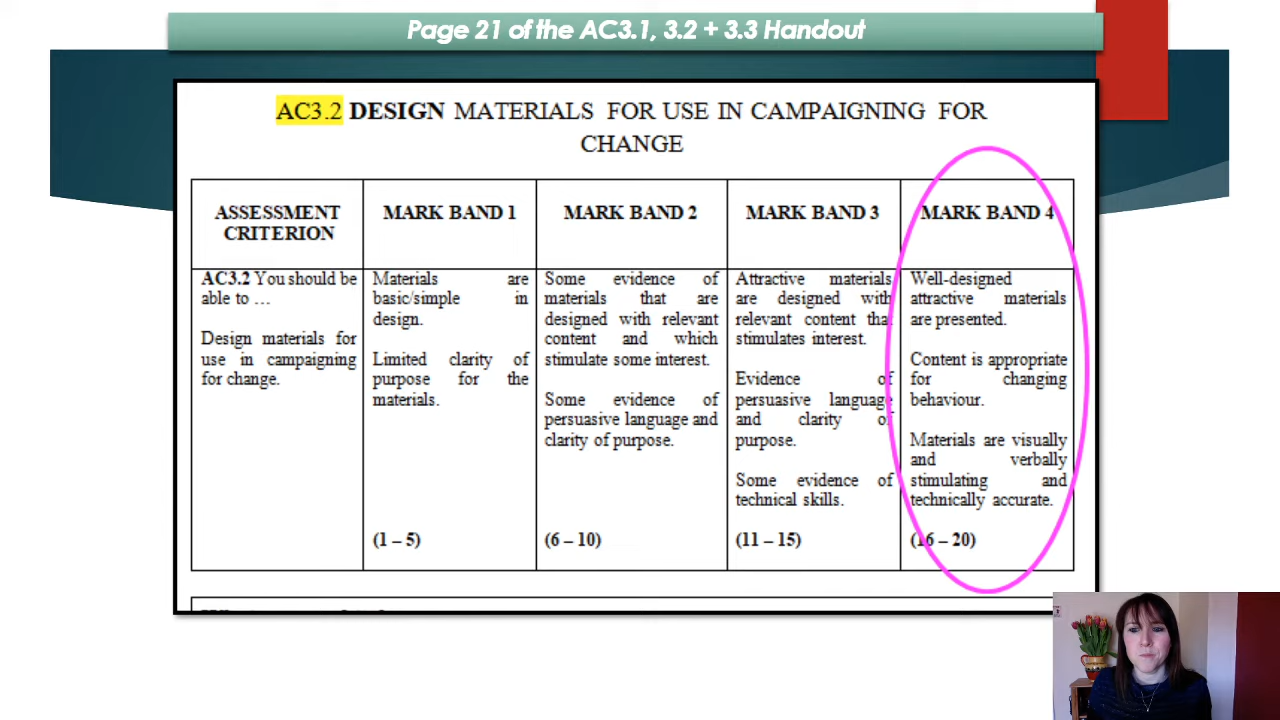 Page 21 of the AC3.1, 3.2 + 3.3 Handout
AC3.2 DESIGN MATERIALS FOR USE IN CAMPAIGNING FOR
CHANGE
ASSESSMENT
CRITERION
MARK BAND 1
MARK BAND 2
MARK BAND 3
MARK BAND 4
AC3.2 You should be
able to …
Design materials for
use in campaigning
for change.
Materials are
basic/simple in
design.
Limited clarity of
purpose for the
materials.
(1 – 5)
Some evidence of
materials that are
designed with relevant
content and which
stimulate some interest.
Some evidence of
persuasive language and
clarity of purpose.
(6 – 10)
Attractive materials
are designed with
relevant content that
stimulates interest.
Evidence of
persuasive language
and clarity of
purpose.
Some evidence of
technical skills.
(11 – 15)
Well-designed
attractive materials
are presented.
Content is appropriate
for changing
behaviour.
Materials are visually
and verbally
stimulating and
technically accurate.
(16 – 20)